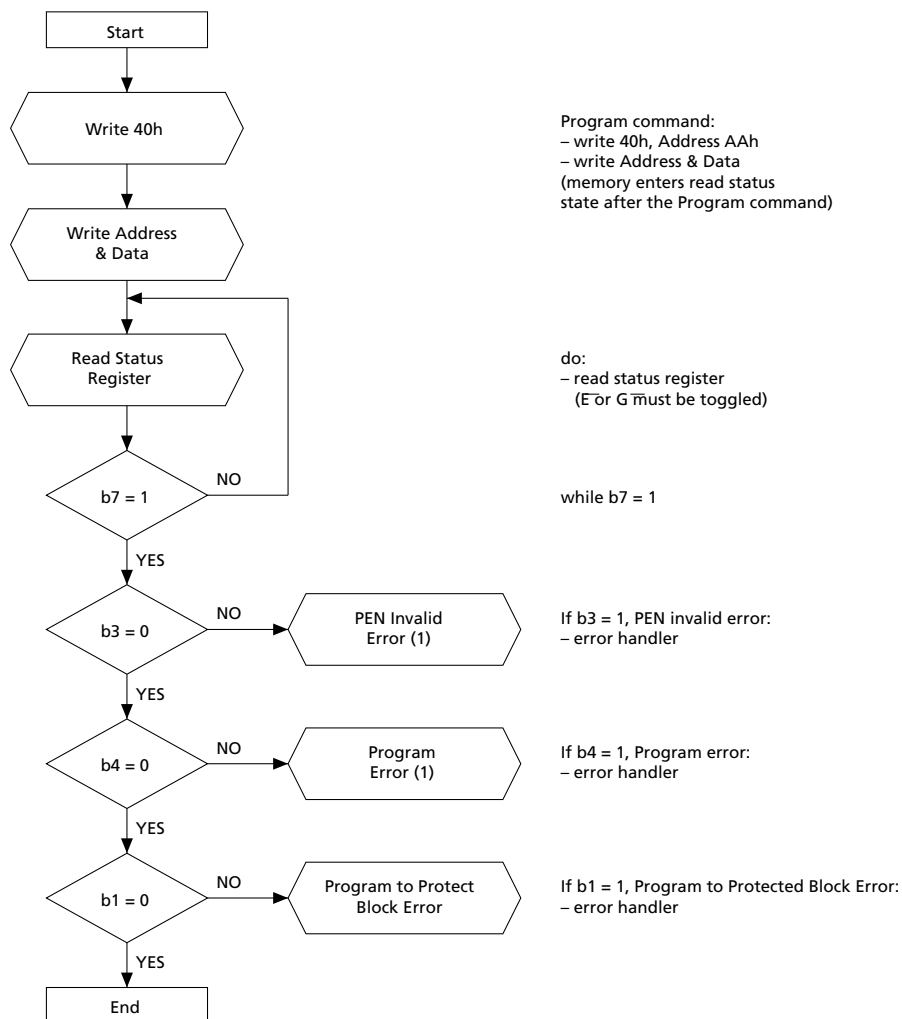 Start
Write 40h
Program command:
– write 40h, Address AAh
– write Address & Data
(memory enters read status
state after the Program command)
Write Address
& Data
Read Status
Register
do:
– read status register
(E̅ or G̅ must be toggled)
b7 = 1
NO
while b7 = 1
YES
b3 = 0
NO
PEN Invalid
Error (1)
If b3 = 1, PEN invalid error:
– error handler
YES
b4 = 0
NO
Program
Error (1)
If b4 = 1, Program error:
– error handler
YES
b1 = 0
NO
Program to Protect
Block Error
If b1 = 1, Program to Protected Block Error:
– error handler
YES
End